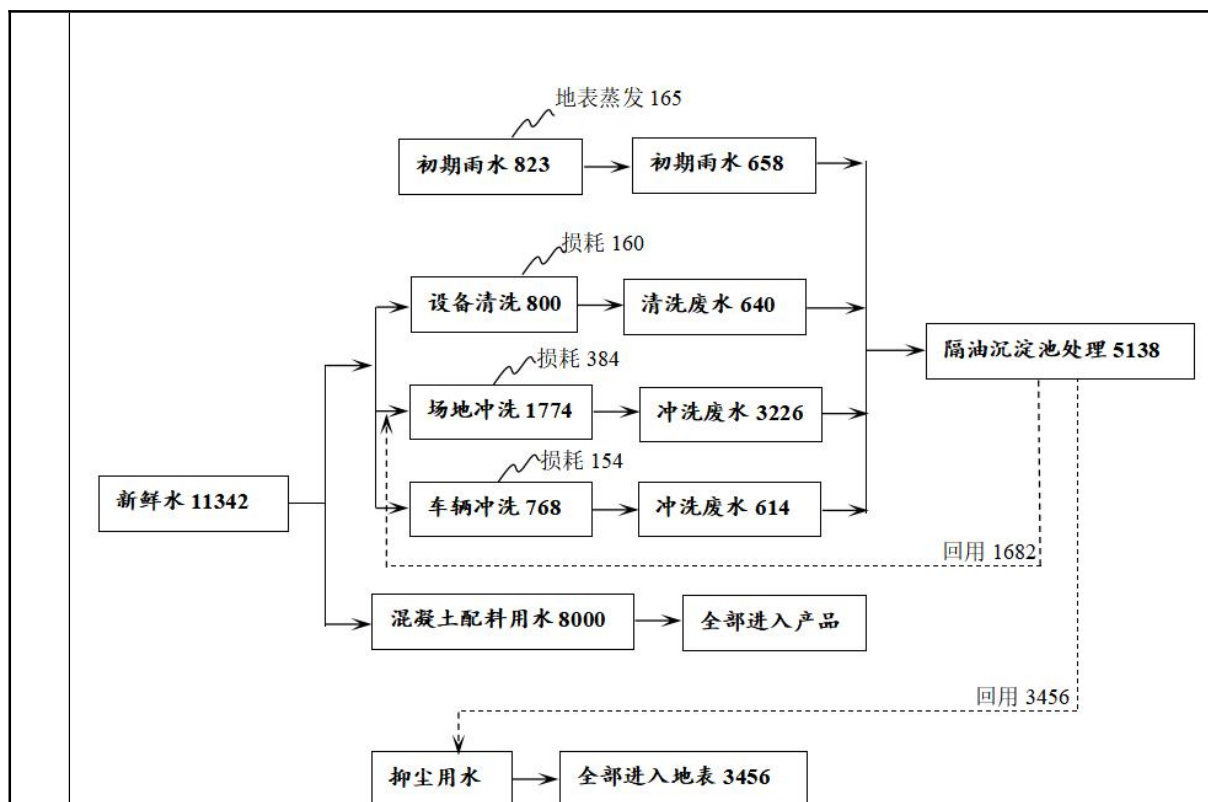 地表蒸发 165
初期雨水 823
初期雨水 658
损耗 160
设备清洗 800
清洗废水 640
隔油沉淀池处理 5138
损耗 384
场地冲洗 1774
冲洗废水 3226
损耗 154
新鲜水 11342
车辆冲洗 768
冲洗废水 614
回用 1682
混凝土配料用水 8000
全部进入产品
回用 3456
抑尘用水
全部进入地表 3456